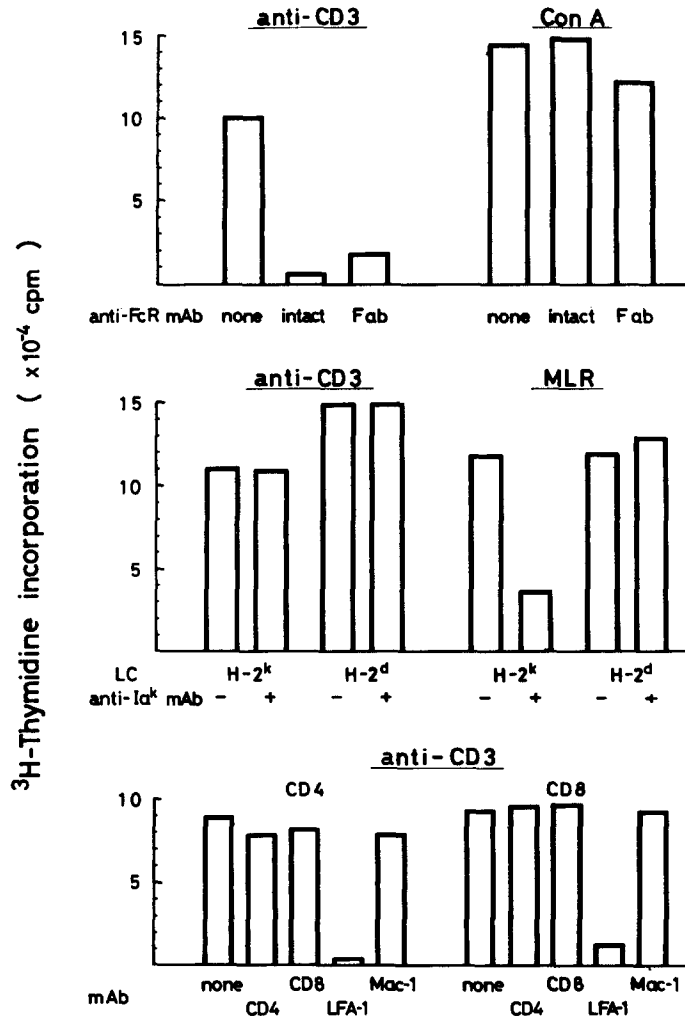 anti-CD3 Con A
15
10
5
anti-FcR mAb none intact Fab none intact Fab
³H-Thymidine incorporation ( x10⁻⁴ cpm )
anti-CD3 MLR
15
10
5
LC H-2ᵏ H-2ᵈ H-2ᵏ H-2ᵈ
anti-Iaᵏ mAb − + − + − + − +
anti-CD3
CD4 CD8
10
5
none CD8 Mac-1 none CD8 Mac-1
mAb CD4 LFA-1 CD4 LFA-1